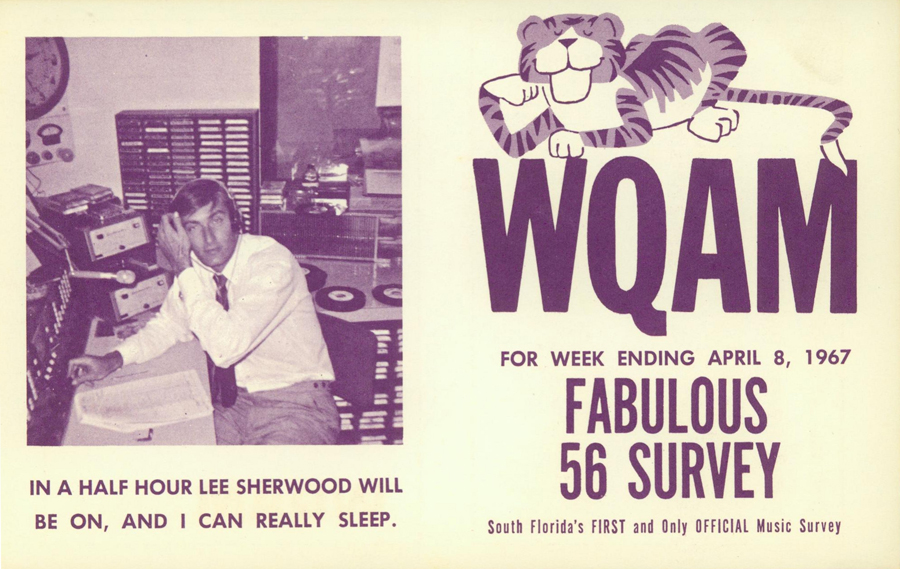 IN A HALF HOUR LEE SHERWOOD WILL
BE ON, AND I CAN REALLY SLEEP.
WQAM
FOR WEEK ENDING APRIL 8, 1967
FABULOUS
56 SURVEY
South Florida's FIRST and Only OFFICIAL Music Survey